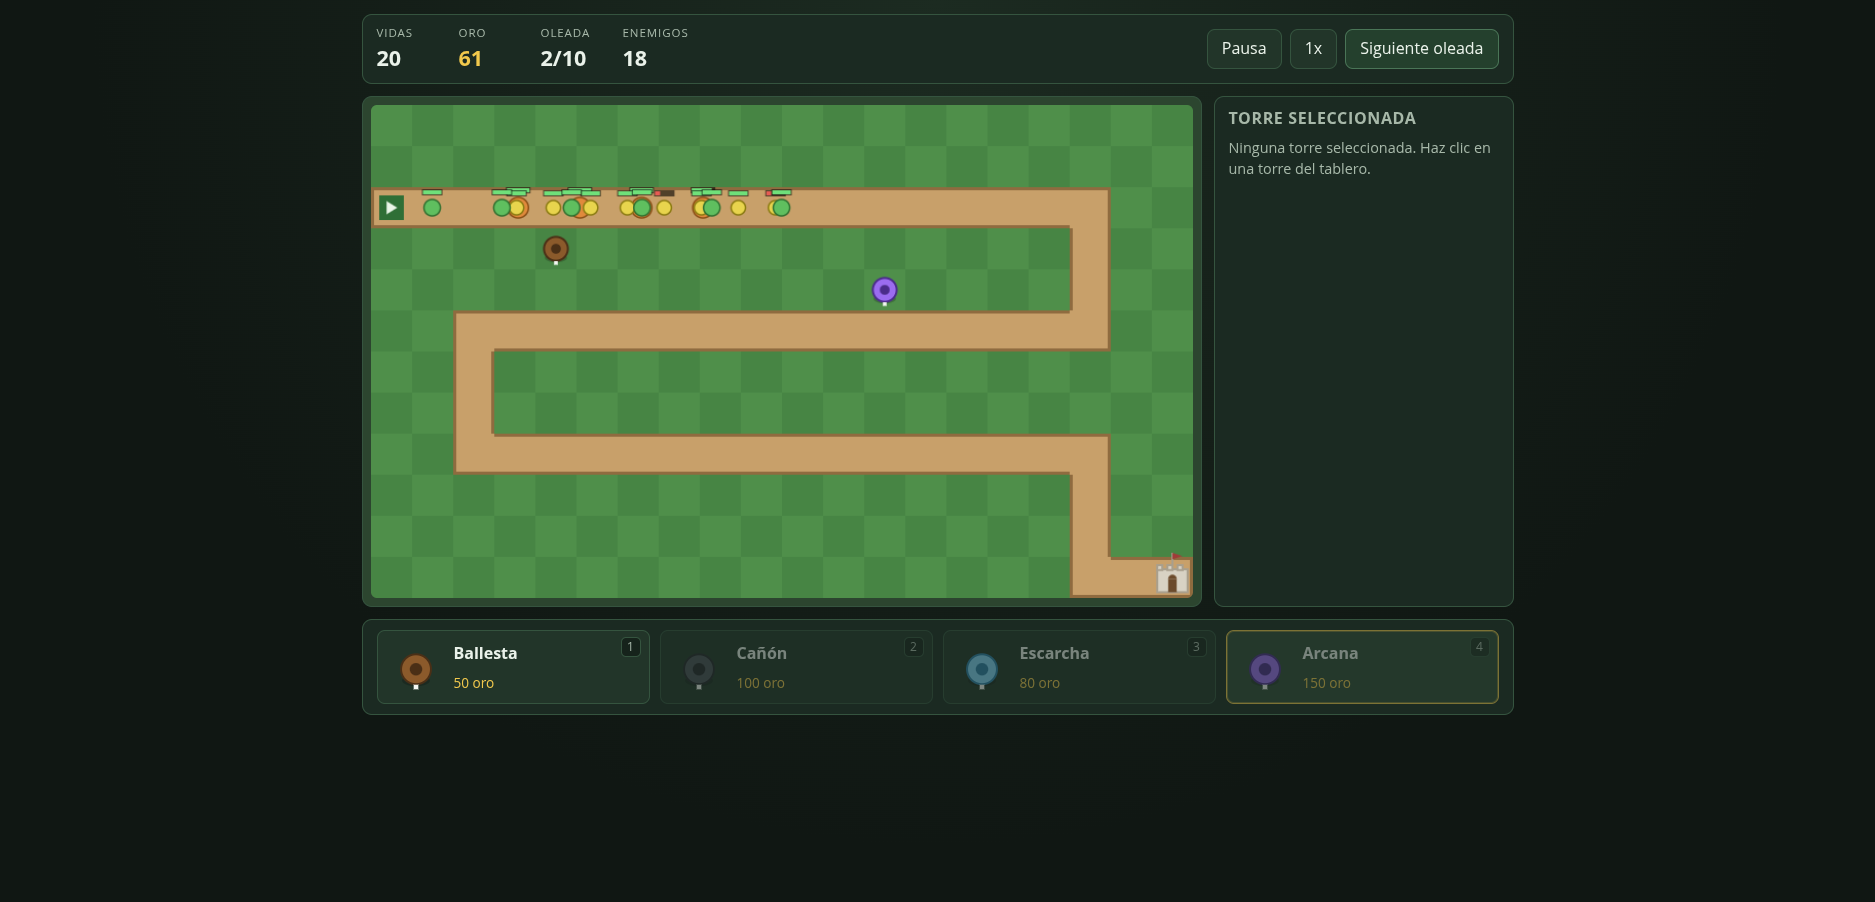 VIDAS
20
ORO
61
OLEADA
2/10
ENEMIGOS
18
Pausa
1x
Siguiente oleada
TORRE SELECCIONADA
Ninguna torre seleccionada. Haz clic en
una torre del tablero.
Ballesta
1
50 oro
Cañón
2
100 oro
Escarcha
3
80 oro
Arcana
4
150 oro